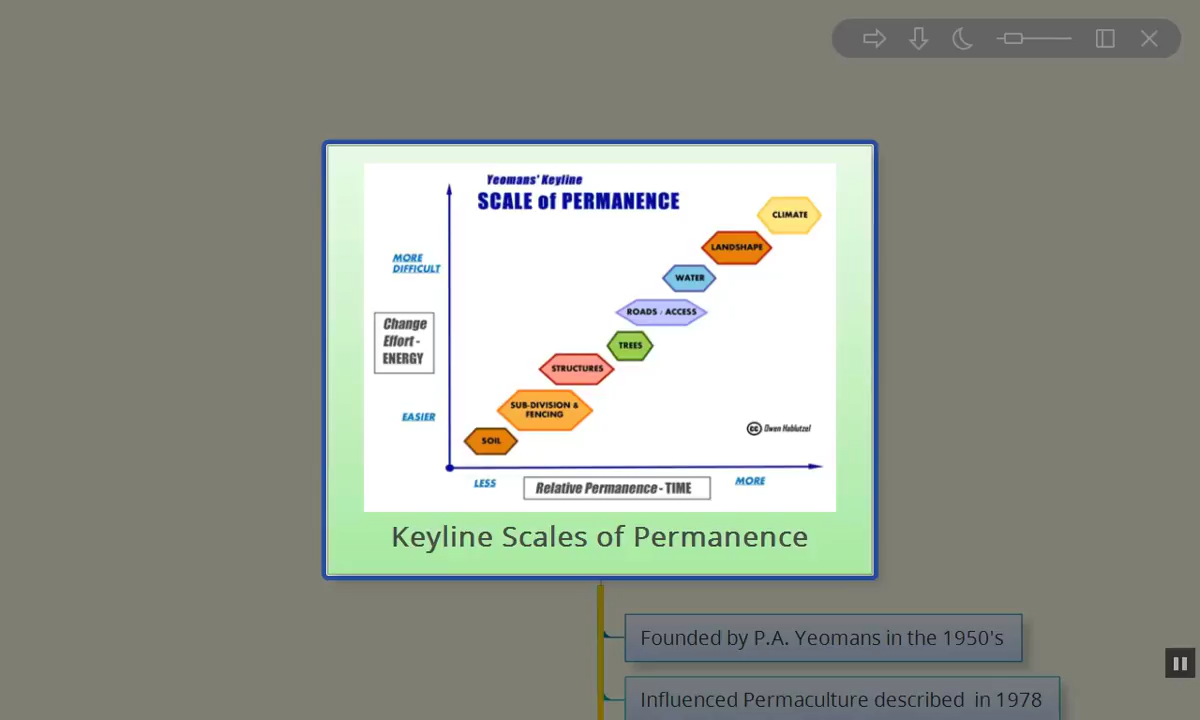 Yeomans' Keyline
SCALE of PERMANENCE
CLIMATE
LANDSHAPE
MORE
DIFFICULT
WATER
ROADS / ACCESS
Change
Effort -
ENERGY
TREES
STRUCTURES
SUB-DIVISION &
FENCING
EASIER
SOIL
cc Owen Hablutzel
LESS
Relative Permanence - TIME
MORE
Keyline Scales of Permanence
Founded by P.A. Yeomans in the 1950's
Influenced Permaculture described in 1978